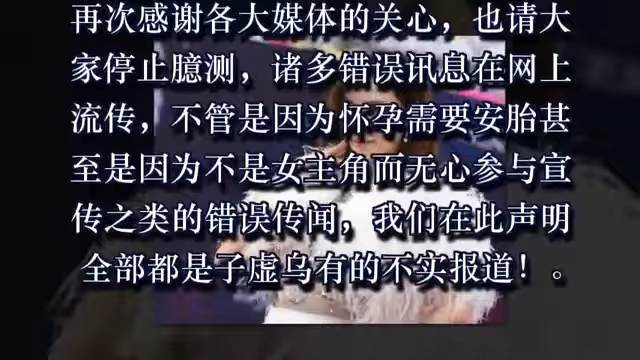 再次感谢各大媒体的关心，也请大
家停止臆测，诸多错误讯息在网上
流传，不管是因为怀孕需要安胎甚
至是因为不是女主角而无心参与宣
传之类的错误传闻，我们在此声明
全部都是子虚乌有的不实报道！。